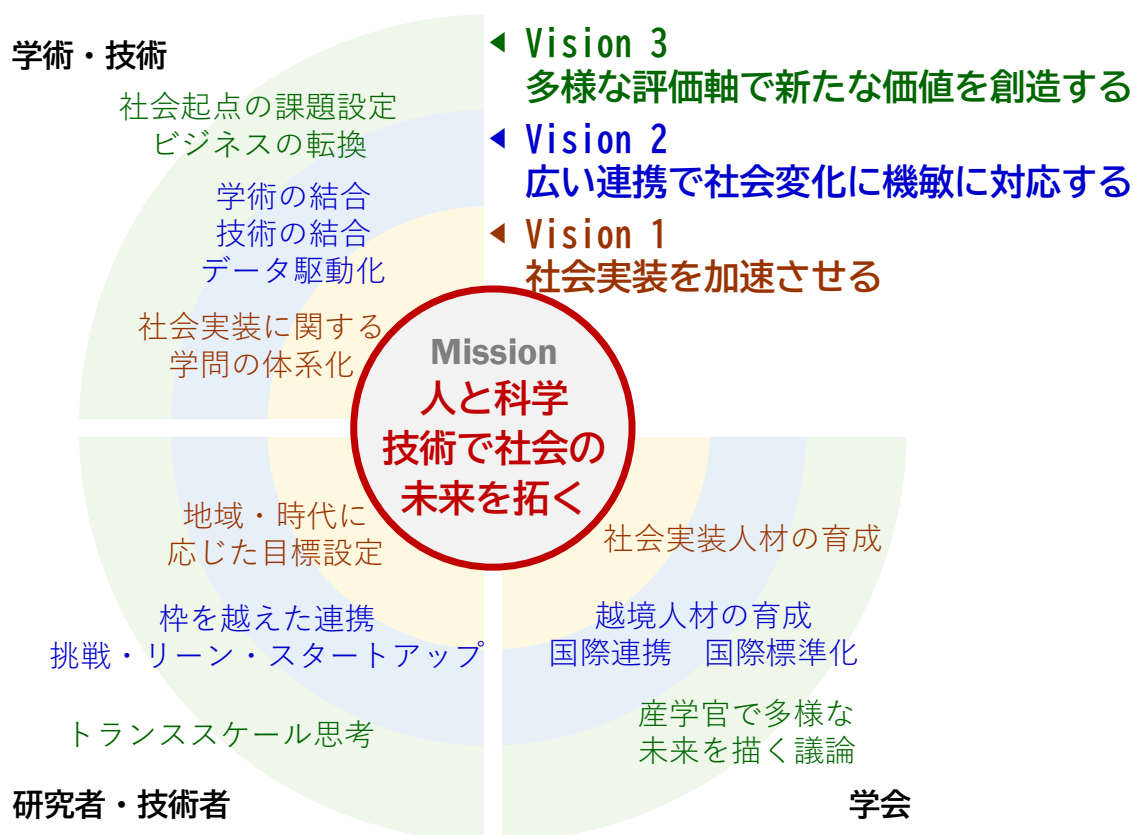 学術・技術
社会起点の課題設定
ビジネスの転換
学術の結合
技術の結合
データ駆動化
社会実装に関する
学問の体系化
◀ Vision 3
多様な評価軸で新たな価値を創造する
◀ Vision 2
広い連携で社会変化に機敏に対応する
◀ Vision 1
社会実装を加速させる
Mission
人と科学
技術で社会の
未来を拓く
地域・時代に
応じた目標設定
枠を越えた連携
挑戦・リーン・スタートアップ
トランススケール思考
研究者・技術者
社会実装人材の育成
越境人材の育成
国際連携　国際標準化
産学官で多様な
未来を描く議論
学会